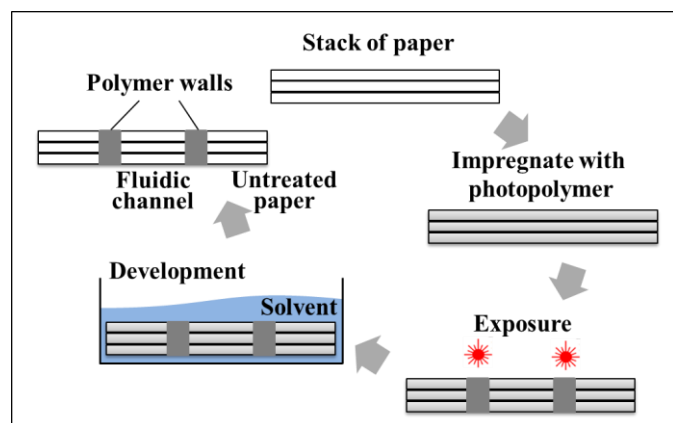 Stack of paper
Impregnate with
photopolymer
Exposure
Development
Solvent
Polymer walls
Fluidic
channel
Untreated
paper